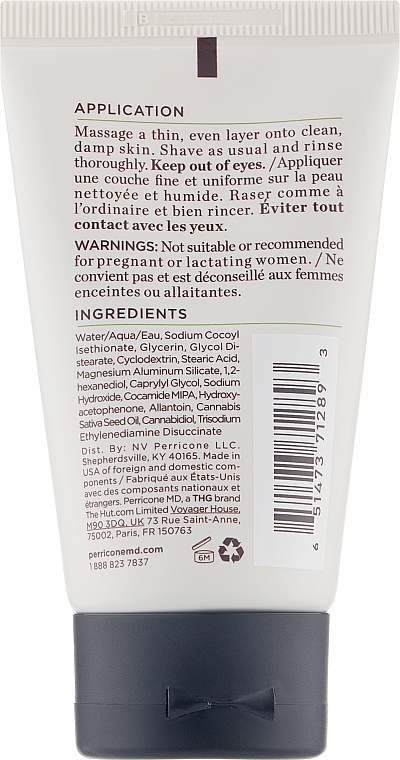 APPLICATION
Massage a thin, even layer onto clean,
damp skin. Shave as usual and rinse
thoroughly. Keep out of eyes. /Appliquer
une couche fine et uniforme sur la peau
nettoyée et humide. Raser comme à
l'ordinaire et bien rincer. Éviter tout
contact avec les yeux.
WARNINGS: Not suitable or recommended
for pregnant or lactating women. / Ne
convient pas et est déconseillé aux femmes
enceintes ou allaitantes.
INGREDIENTS
Water/Aqua/Eau, Sodium Cocoyl
Isethionate, Glycerin, Glycol Di-
stearate, Cyclodextrin, Stearic Acid,
Magnesium Aluminum Silicate, 1,2-
hexanediol, Caprylyl Glycol, Sodium
Hydroxide, Cocamide MIPA, Hydroxy-
acetophenone, Allantoin, Cannabis
Sativa Seed Oil, Cannabidiol, Trisodium
Ethylenediamine Disuccinate
Dist. By: NV Perricone LLC.
Shepherdsville, KY 40165. Made in
USA of foreign and domestic com-
ponents / Fabriqué aux États-Unis
avec des composants nationaux et
étrangers. Perricone MD, a THG brand
The Hut.com Limited Voyager House,
M90 3DQ, UK 73 Rue Saint-Anne,
75002, Paris, FR 150763
perriconemd.com
1 888 823 7837
6M
6 51473 71289 3